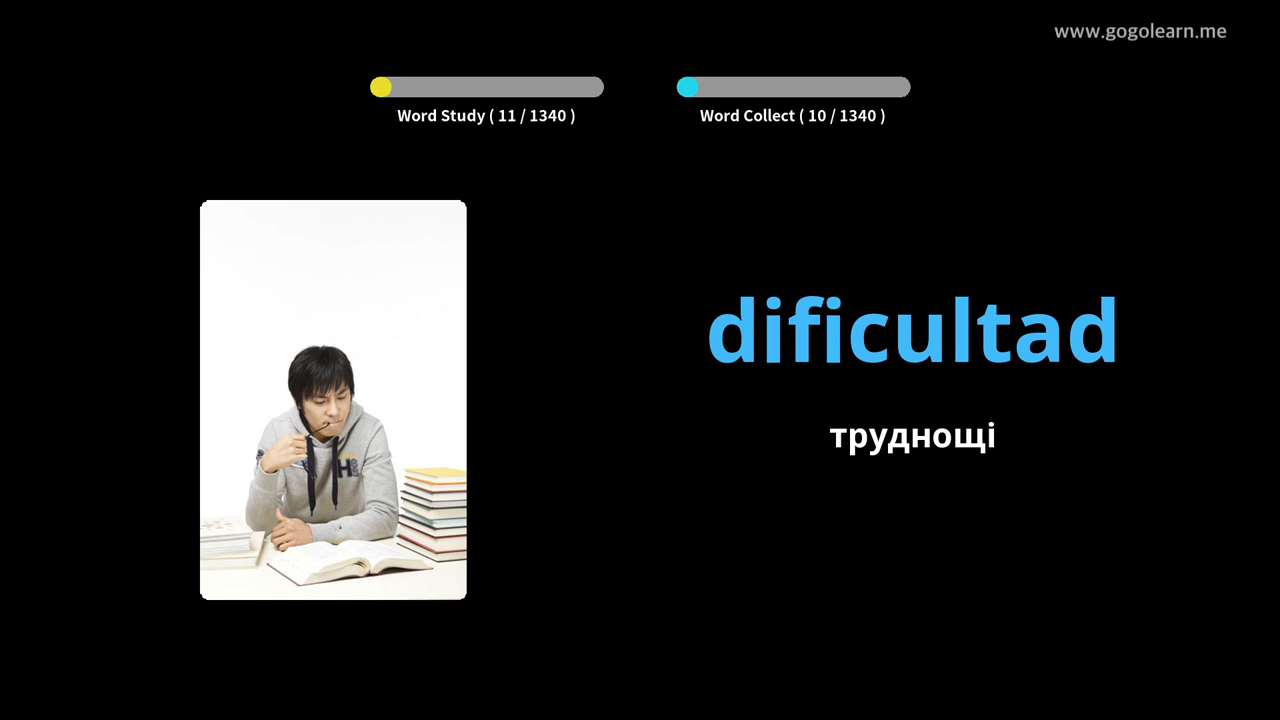 www.gogolearn.me
Word Study ( 11 / 1340 )
Word Collect ( 10 / 1340 )
dificultad
труднощі
H